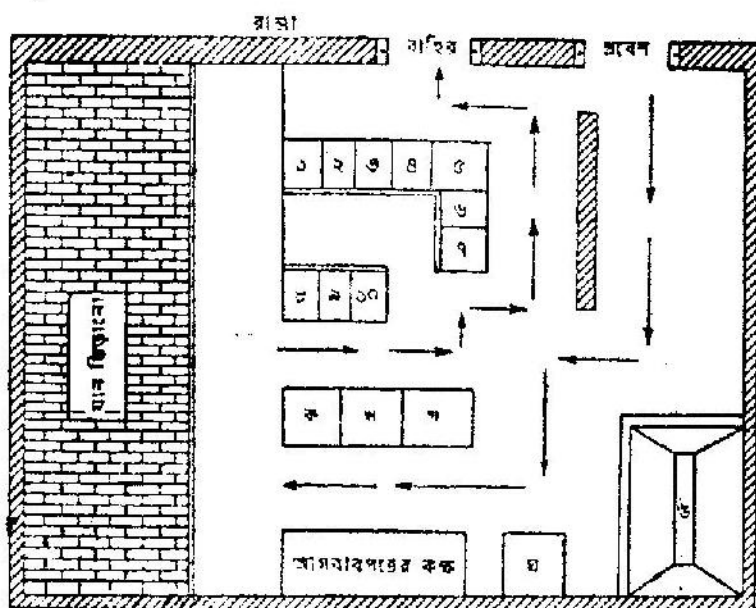 রাস্তা
বাহির প্রবেশ
১ ২ ৩ ৪ ৫
৬
৭
৮ ৯ ১০
যান ভিড়ানো
ক খ গ
আসবাবপত্রের কক্ষ ঘ